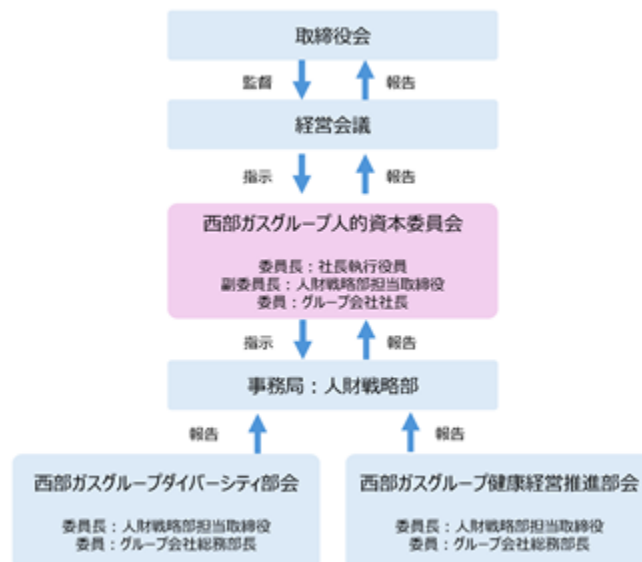 取締役会
監督
報告
経営会議
指示
報告
西部ガスグループ人的資本委員会
委員長：社長執行役員
副委員長：人財戦略部担当取締役
委員：グループ会社社長
指示
報告
事務局：人財戦略部
報告
報告
西部ガスグループダイバーシティ部会
委員長：人財戦略部担当取締役
委員：グループ会社総務部長
西部ガスグループ健康経営推進部会
委員長：人財戦略部担当取締役
委員：グループ会社総務部長